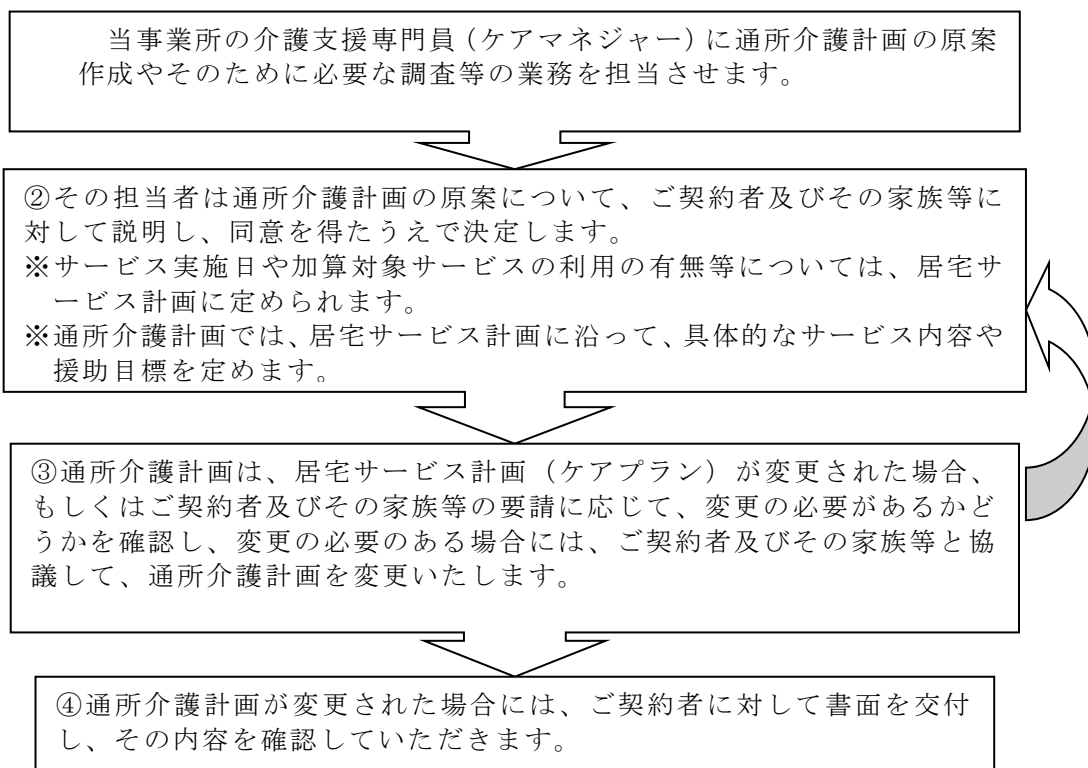 当事業所の介護支援専門員(ケアマネジャー)に通所介護計画の原案
作成やそのために必要な調査等の業務を担当させます。
②その担当者は通所介護計画の原案について、ご契約者及びその家族等に
対して説明し、同意を得たうえで決定します。
※サービス実施日や加算対象サービスの利用の有無等については、居宅サ
ービス計画に定められます。
※通所介護計画では、居宅サービス計画に沿って、具体的なサービス内容や
援助目標を定めます。
③通所介護計画は、居宅サービス計画（ケアプラン）が変更された場合、
もしくはご契約者及びその家族等の要請に応じて、変更の必要があるかど
うかを確認し、変更の必要のある場合には、ご契約者及びその家族等と協
議して、通所介護計画を変更いたします。
④通所介護計画が変更された場合には、ご契約者に対して書面を交付
し、その内容を確認していただきます。